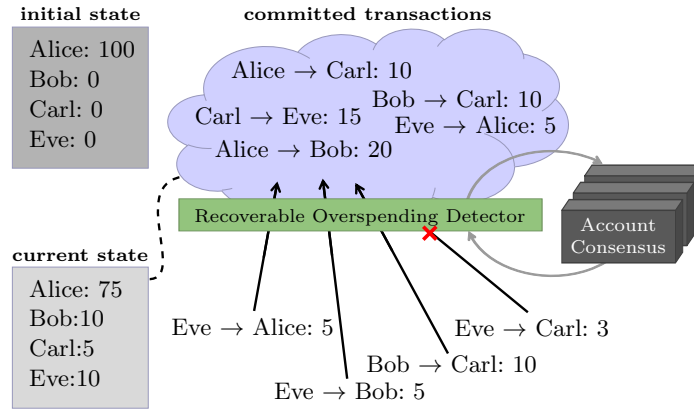 initial state
Alice: 100
Bob: 0
Carl: 0
Eve: 0
committed transactions
Alice → Carl: 10
Bob → Carl: 10
Carl → Eve: 15
Eve → Alice: 5
Alice → Bob: 20
Recoverable Overspending Detector
Account
Consensus
current state
Alice: 75
Bob:10
Carl:5
Eve:10
Eve → Alice: 5
Eve → Carl: 3
Bob → Carl: 10
Eve → Bob: 5